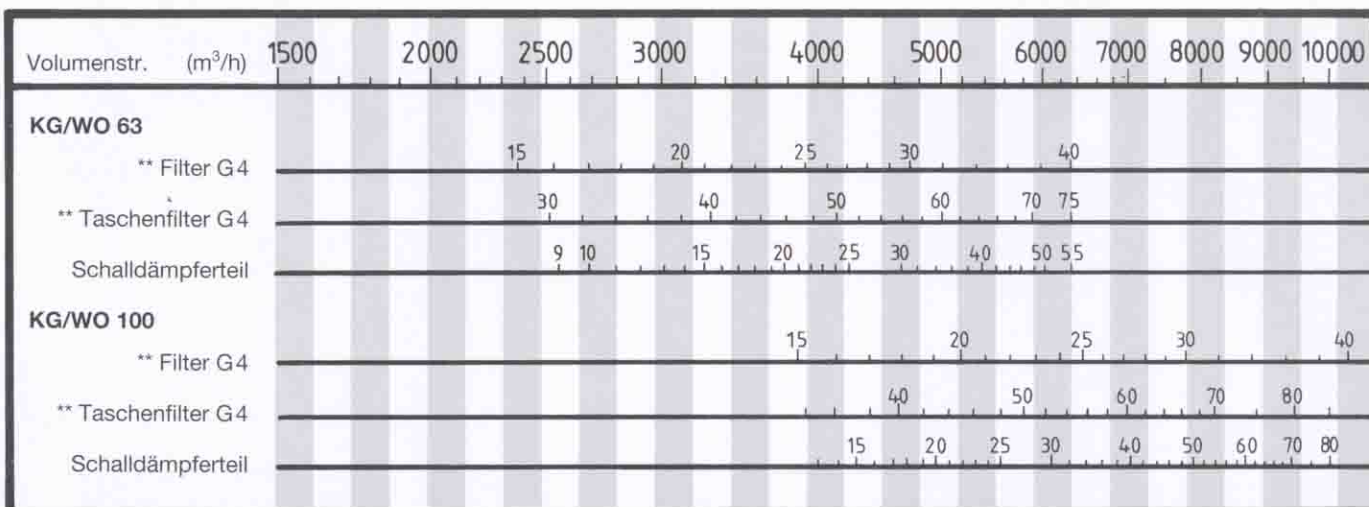 Volumenstr. (m³/h) 1500 2000 2500 3000 4000 5000 6000 7000 8000 9000 10000
KG/WO 63
15 20 25 30 40
** Filter G4
30 40 50 60 70 75
** Taschenfilter G4
9 10 15 20 25 30 40 50 55
Schalldämpferteil
KG/WO 100
15 20 25 30 40
** Filter G4
40 50 60 70 80
** Taschenfilter G4
15 20 25 30 40 50 60 70 80
Schalldämpferteil